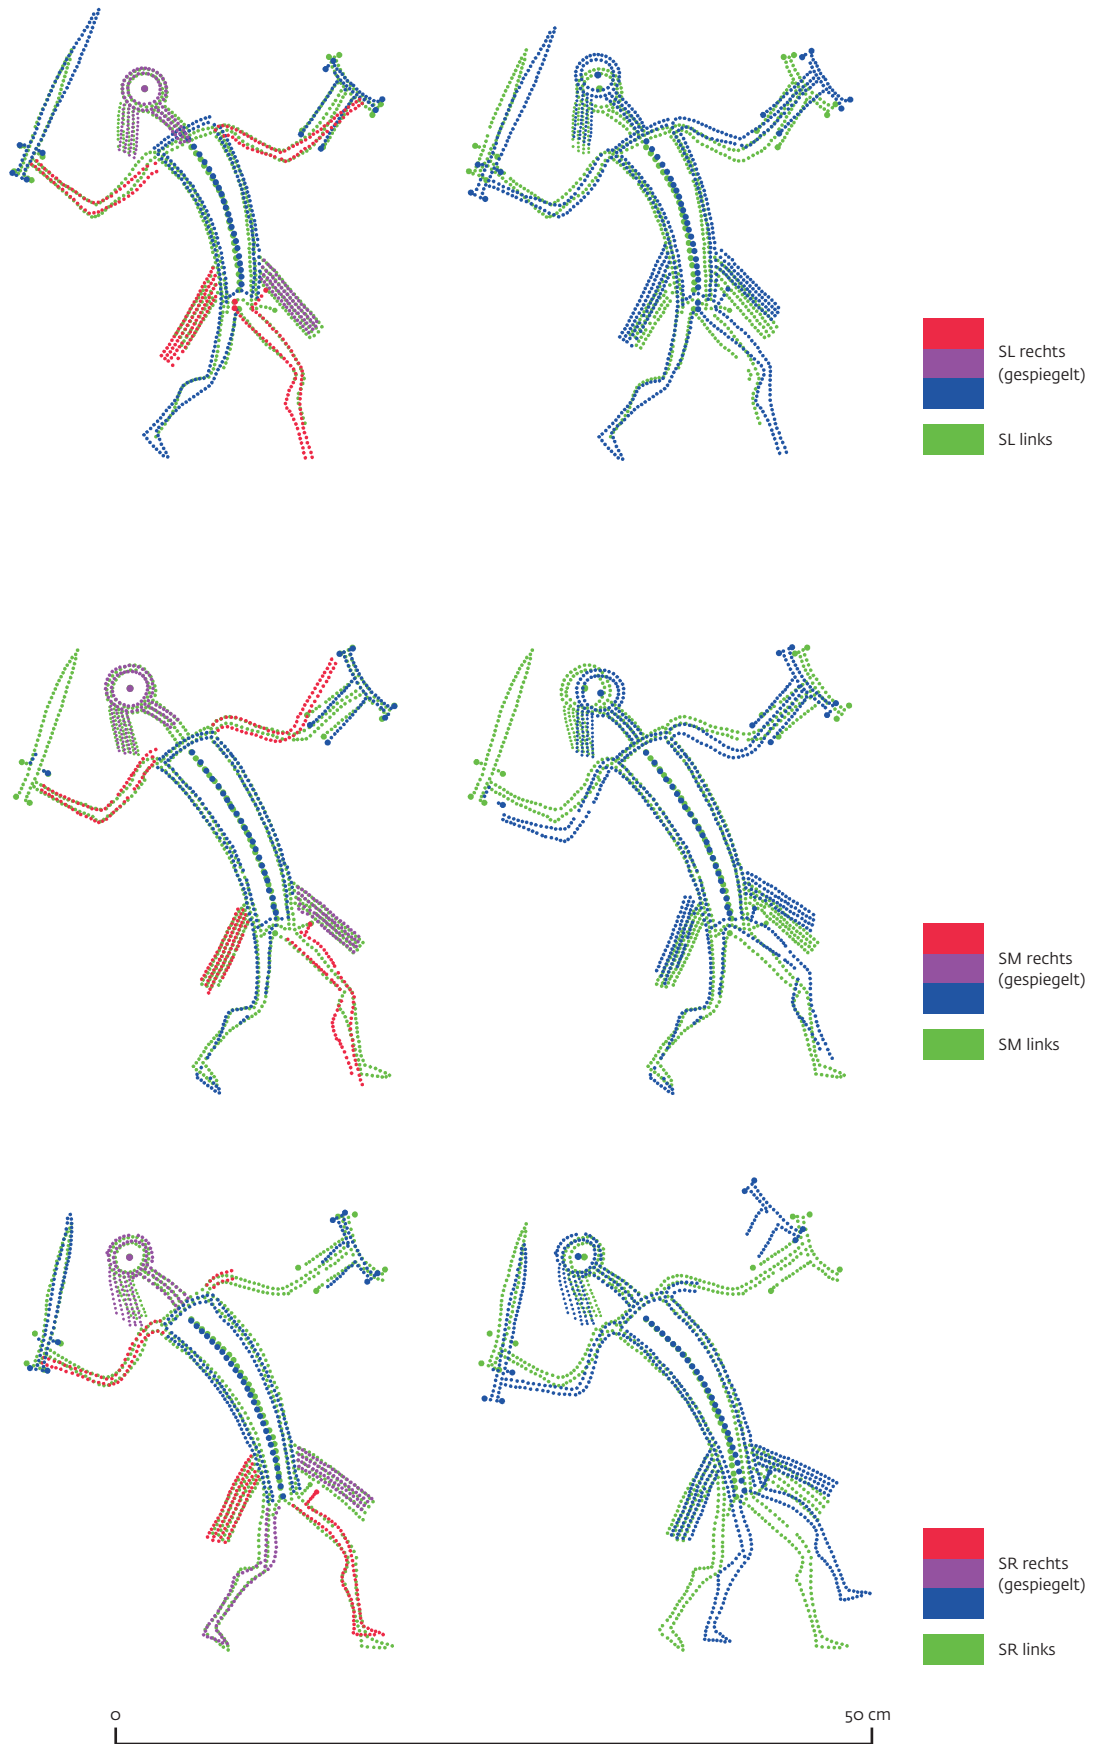 SL rechts
(gespiegelt)
SL links
SM rechts
(gespiegelt)
SM links
SR rechts
(gespiegelt)
SR links
0
50 cm